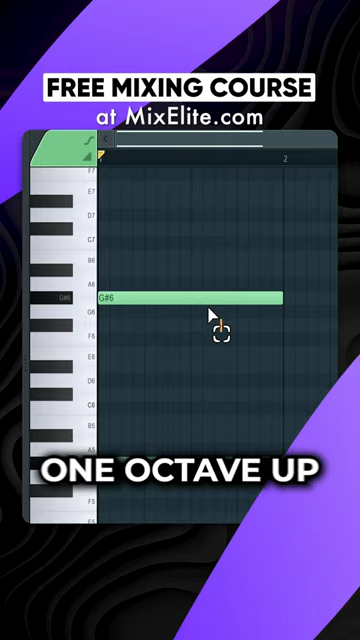 FREE MIXING COURSE
at MixElite.com
1
2
F7
E7
D7
C7
B6
A6
G#6
G#6
G6
F6
E6
D6
C6
B5
A5
ONE OCTAVE UP
F5
E5